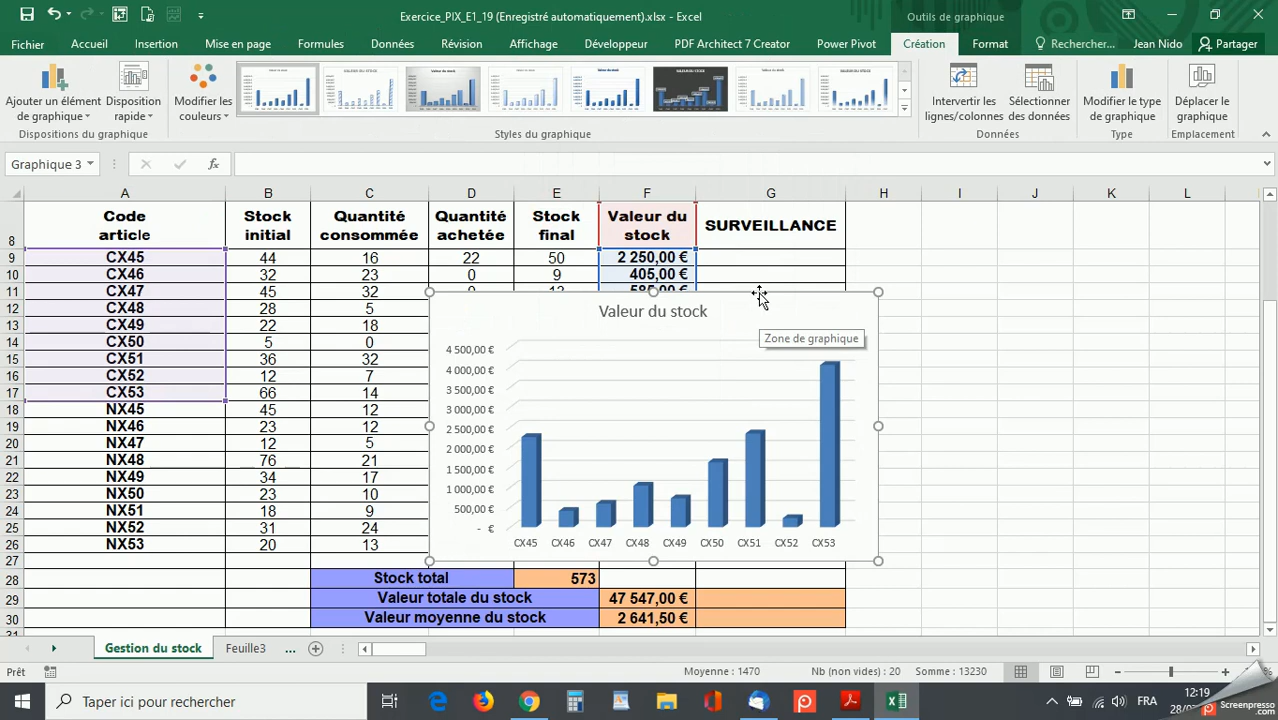 Exercice_PIX_E1_19 (Enregistré automatiquement).xlsx - Excel
Outils de graphique
Fichier Accueil Insertion Mise en page Formules Données Révision Affichage Développeur PDF Architect 7 Creator Power Pivot Création Format Rechercher... Jean Nido Partager
Ajouter un élément de graphique
Disposition rapide
Modifier les couleurs
Intervertir les lignes/colonnes
Sélectionner des données
Modifier le type de graphique
Déplacer le graphique
Dispositions du graphique Styles du graphique Données Type Emplacement
Graphique 3 fx
A B C D E F G H I J K L
8 Code article Stock initial Quantité consommée Quantité achetée Stock final Valeur du stock SURVEILLANCE
9 CX45 44 16 22 50 2 250,00 €
10 CX46 32 23 0 9 405,00 €
11 CX47 45 32
12 CX48 28 5
13 CX49 22 18
14 CX50 5 0
15 CX51 36 32
16 CX52 12 7
17 CX53 66 14
18 NX45 45 12
19 NX46 23 12
20 NX47 12 5
21 NX48 76 21
22 NX49 34 17
23 NX50 23 10
24 NX51 18 9
25 NX52 31 24
26 NX53 20 13
27
28 Stock total 573
29 Valeur totale du stock 47 547,00 €
30 Valeur moyenne du stock 2 641,50 €
Valeur du stock
Zone de graphique
4 500,00 €
4 000,00 €
3 500,00 €
3 000,00 €
2 500,00 €
2 000,00 €
1 500,00 €
1 000,00 €
500,00 €
- €
CX45 CX46 CX47 CX48 CX49 CX50 CX51 CX52 CX53
Gestion du stock Feuille3 ...
Prêt Moyenne : 1470 Nb (non vides) : 20 Somme : 13230
Taper ici pour rechercher
FRA
12:19
Screenpresso.com